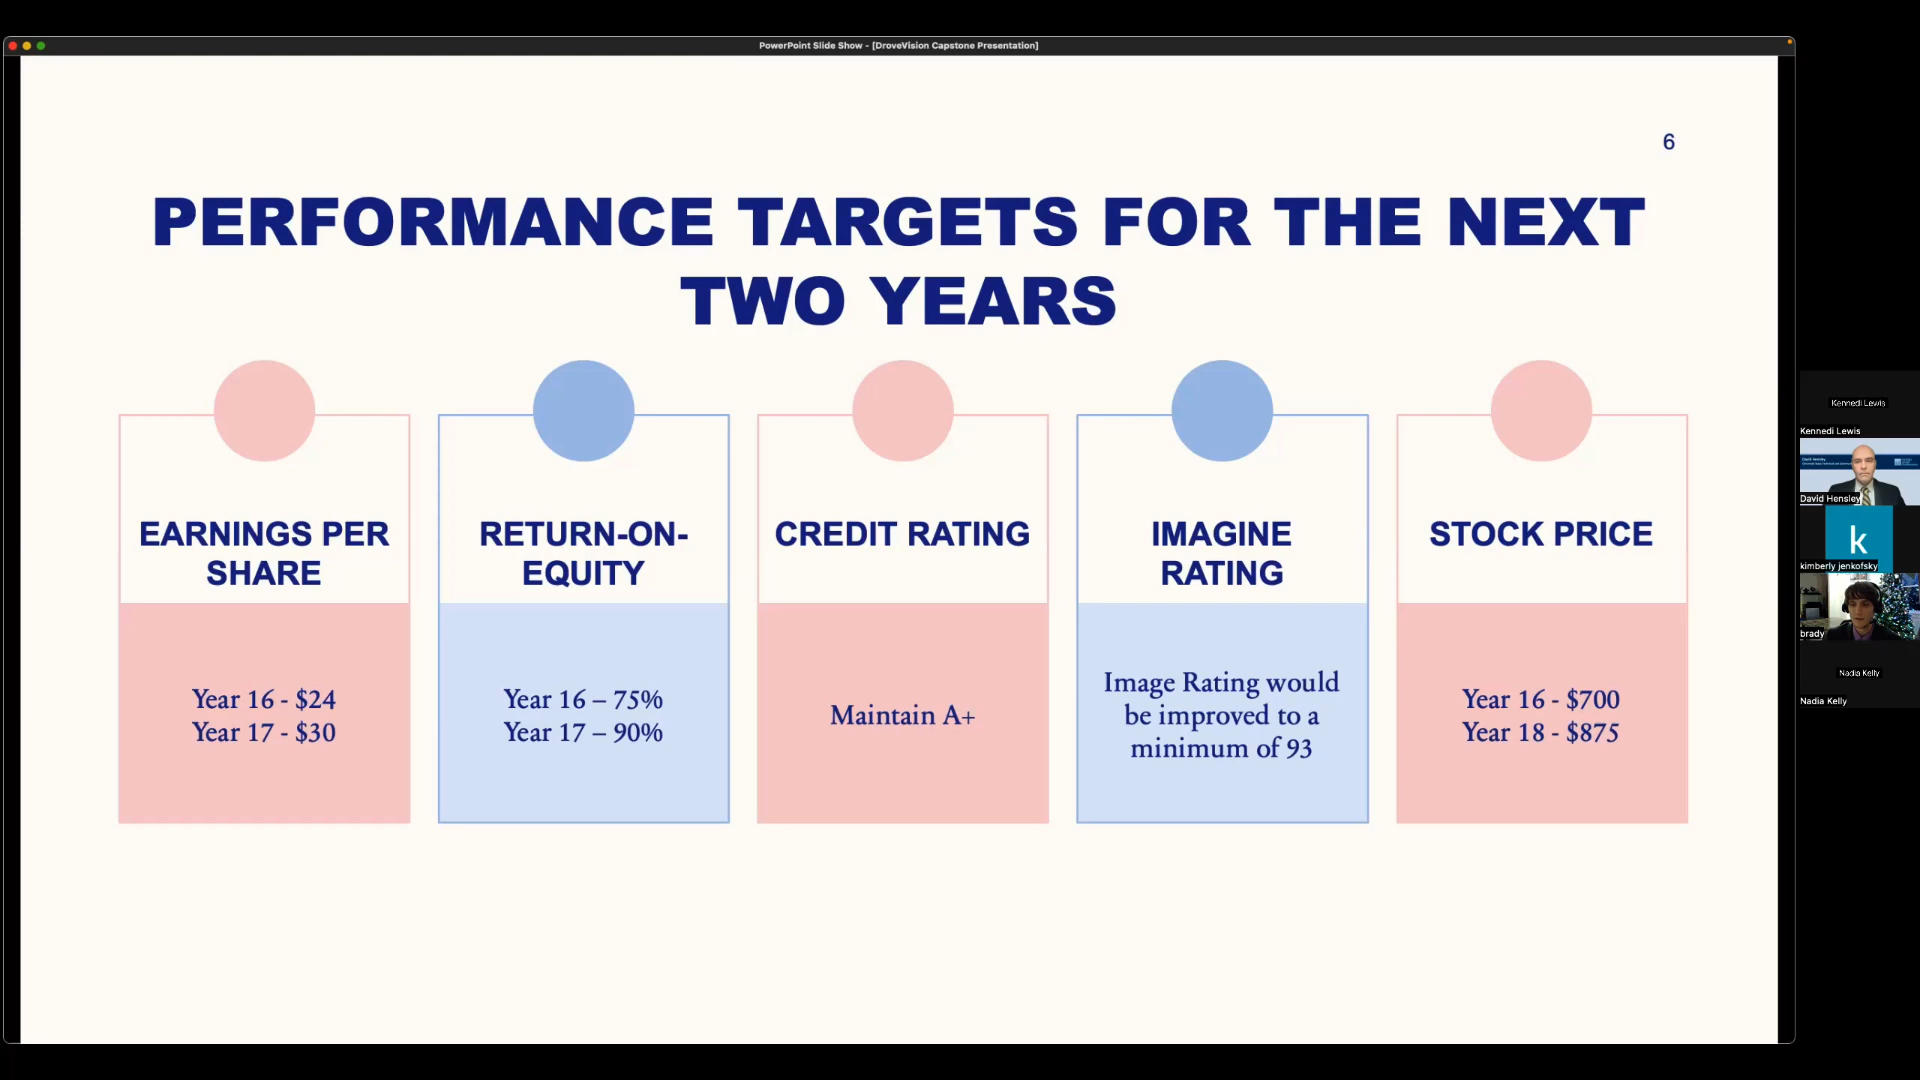 PowerPoint Slide Show - [DroveVision Capstone Presentation]
6
PERFORMANCE TARGETS FOR THE NEXT
TWO YEARS
EARNINGS PER
SHARE
Year 16 - $24
Year 17 - $30
RETURN-ON-
EQUITY
Year 16 – 75%
Year 17 – 90%
CREDIT RATING
Maintain A+
IMAGINE
RATING
Image Rating would
be improved to a
minimum of 93
STOCK PRICE
Year 16 - $700
Year 18 - $875
Kennedi Lewis
Kennedi Lewis
David Hensley
David Hensley
k
kimberly jenkofsky
brady
Nadia Kelly
Nadia Kelly